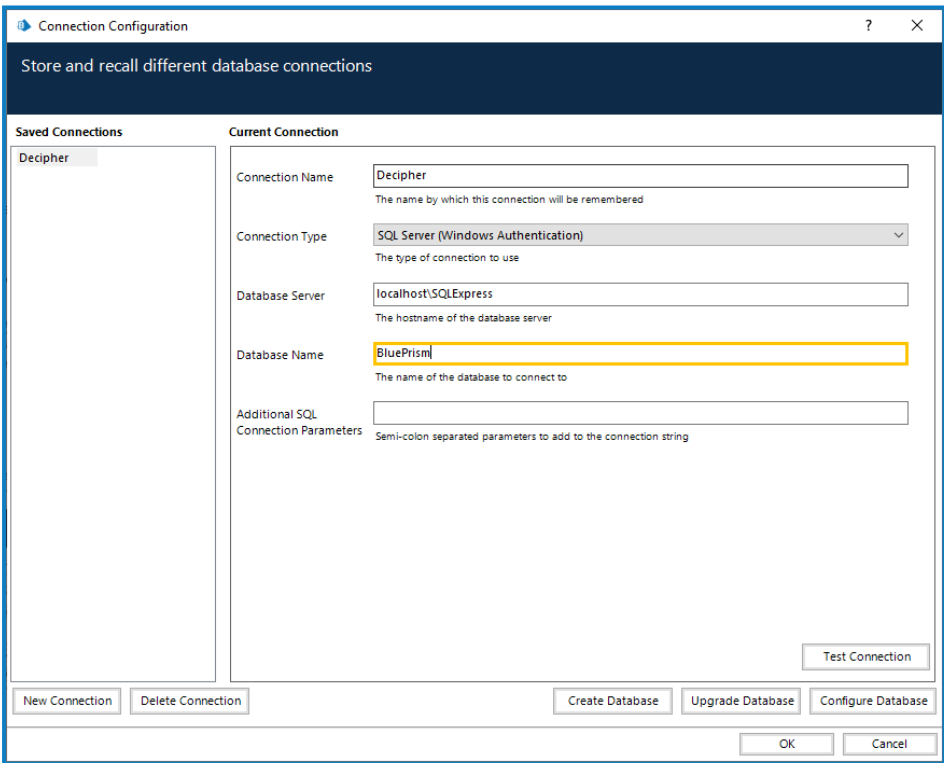 Connection Configuration
?
Store and recall different database connections
Saved Connections
Decipher
Current Connection
Connection Name
Decipher
The name by which this connection will be remembered
Connection Type
SQL Server (Windows Authentication)
The type of connection to use
Database Server
localhost\SQLExpress
The hostname of the database server
Database Name
BluePrism
The name of the database to connect to
Additional SQL
Connection Parameters
Semi-colon separated parameters to add to the connection string
Test Connection
New Connection
Delete Connection
Create Database
Upgrade Database
Configure Database
OK
Cancel